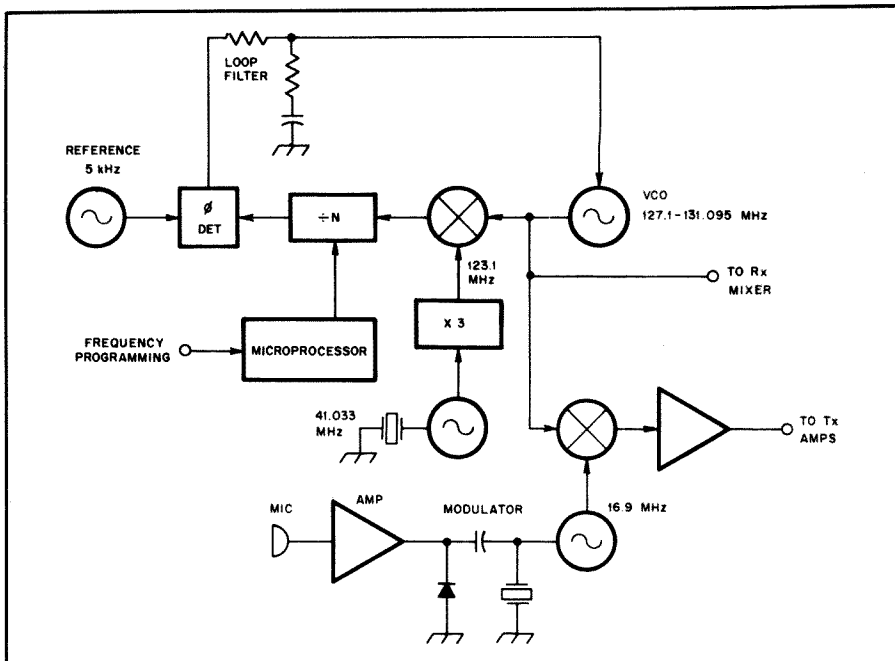 LOOP
FILTER
REFERENCE
5 kHz
ø
DET
÷N
VCO
127.1–131.095 MHz
123.1
MHz
TO Rx
MIXER
X 3
FREQUENCY
PROGRAMMING
MICROPROCESSOR
41.033
MHz
TO Tx
AMPS
MIC
AMP
MODULATOR
16.9 MHz